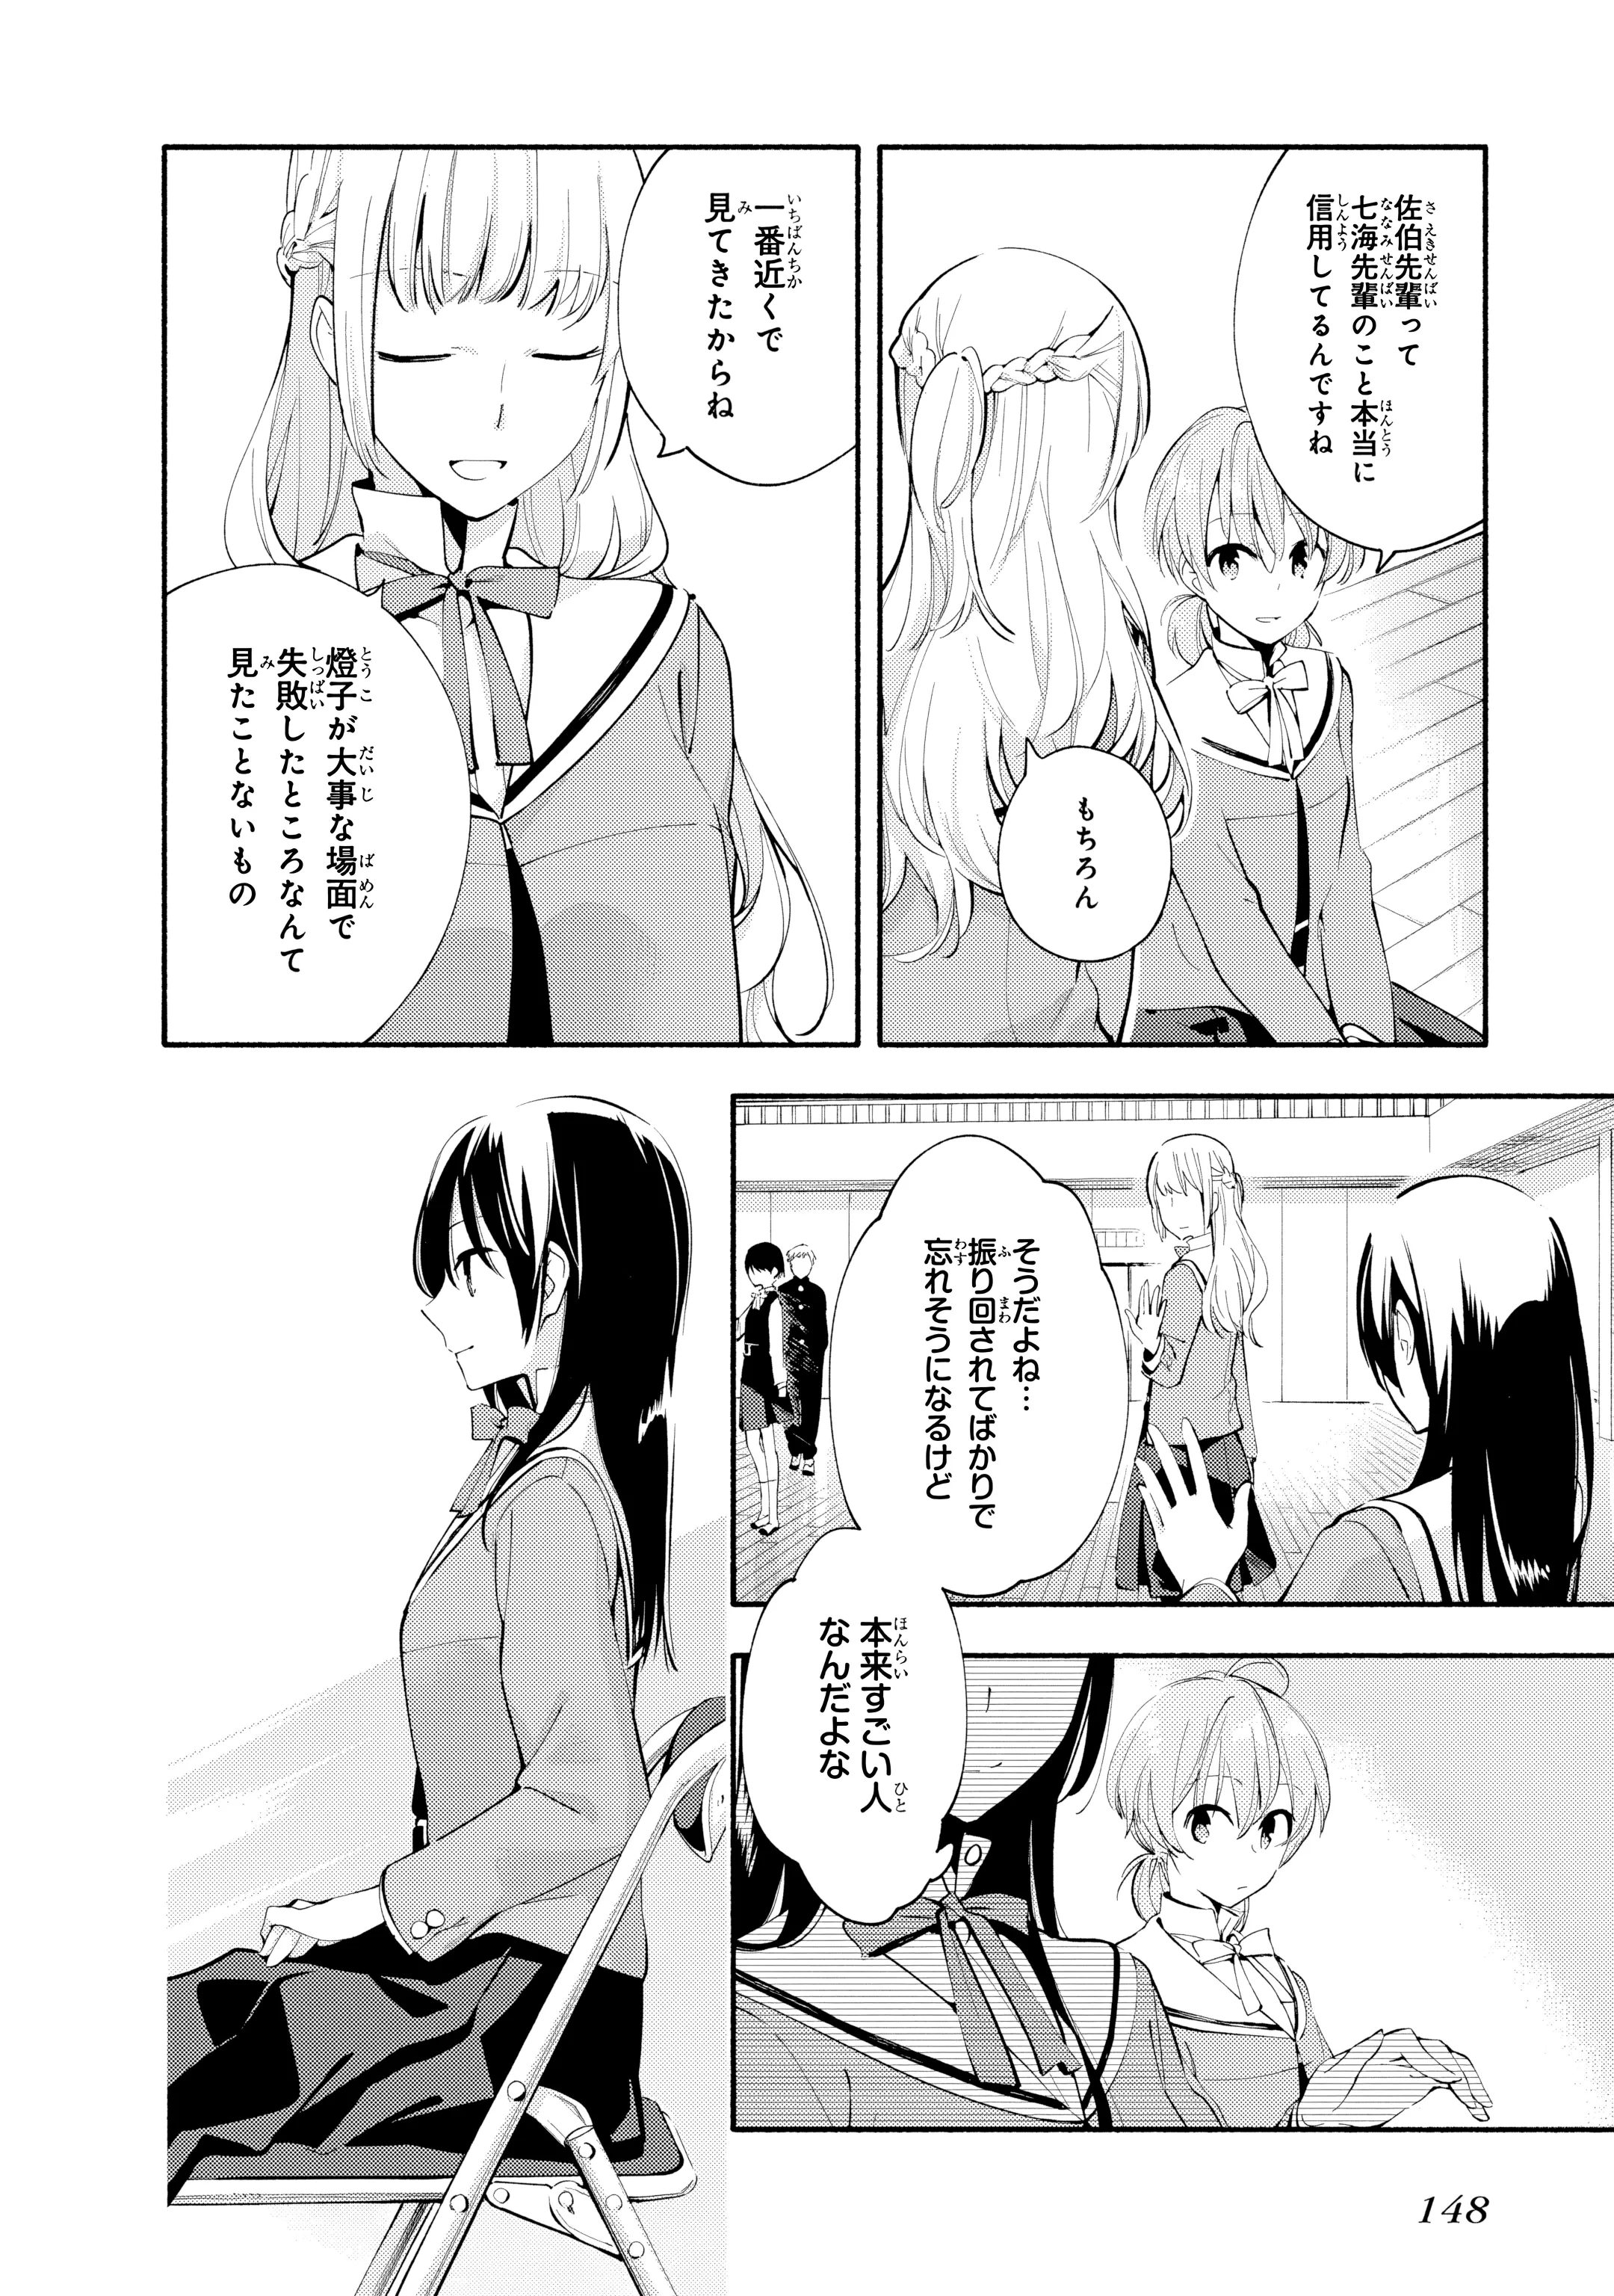 佐伯先輩って
七海先輩のこと本当に
信用してるんですね
もちろん
一番近くで
見てきたからね
燈子が大事な場面で
失敗したところなんて
見たことないもの
そうだよね…
振り回されてばかりで
忘れそうになるけど
本来すごい人
なんだよな
148